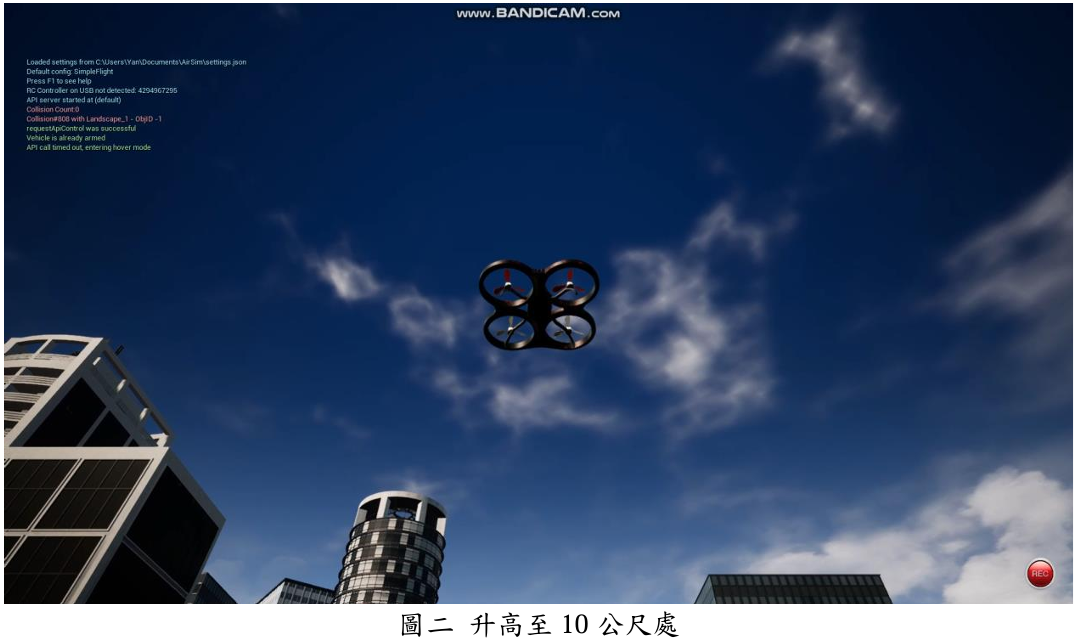 www.BANDICAM.com
Loaded settings from C:\Users\Yan\Documents\AirSim\settings.json
Default config: SimpleFlight
Press F1 to see help
RC Controller on USB not detected: 4294967295
API server started at (default)
Collision Count:0
Collision#808 with Landscape_1 - ObjID -1
requestApiControl was successful
Vehicle is already armed
API call timed out, entering hover mode
REC
圖二 升高至 10 公尺處